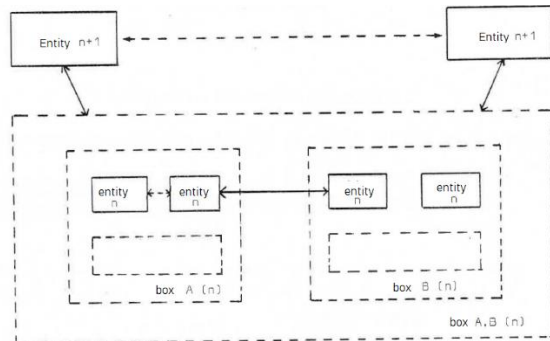 Entity n+1
Entity n+1
entity
n
entity
n
entity
n
entity
n
box A (n)
box B (n)
box A.B (n)